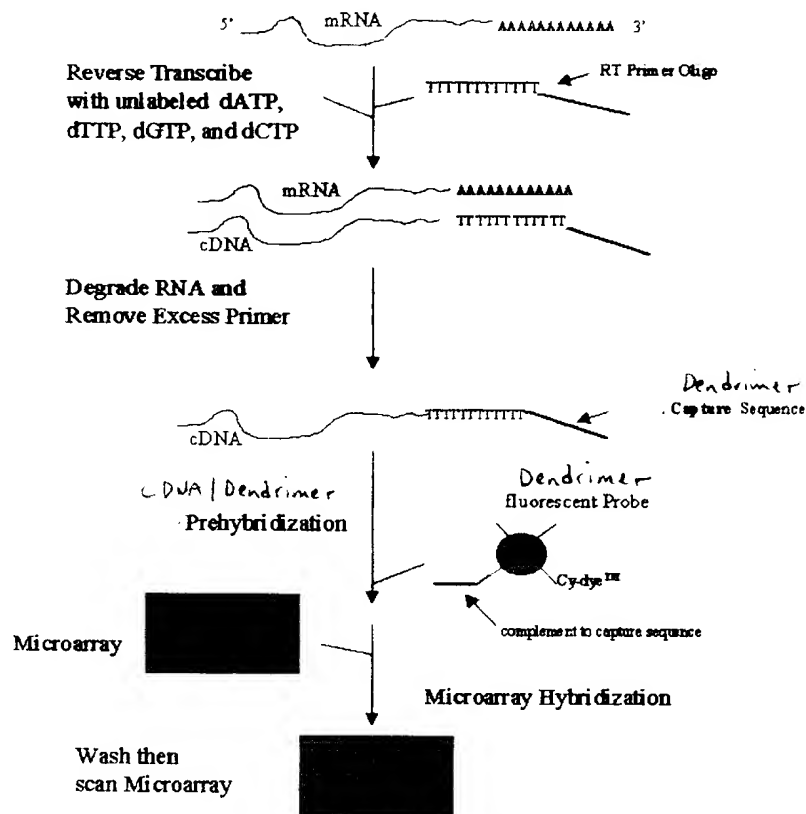 5' mRNA AAAAAAAAAAAA 3'
Reverse Transcribe
with unlabeled dATP,
dTTP, dGTP, and dCTP
RT Primer Oligo
TTTTTTTTTTT
mRNA AAAAAAAAAAAA
cDNA TTTTTTTTTTT
Degrade RNA and
Remove Excess Primer
Dendrimer
Capture Sequence
cDNA TTTTTTTTTTT
cDNA/Dendrimer
Prehybridization
Dendrimer
fluorescent Probe
Cy-dye™
complement to capture sequence
Microarray
Microarray Hybridization
Wash then
scan Microarray